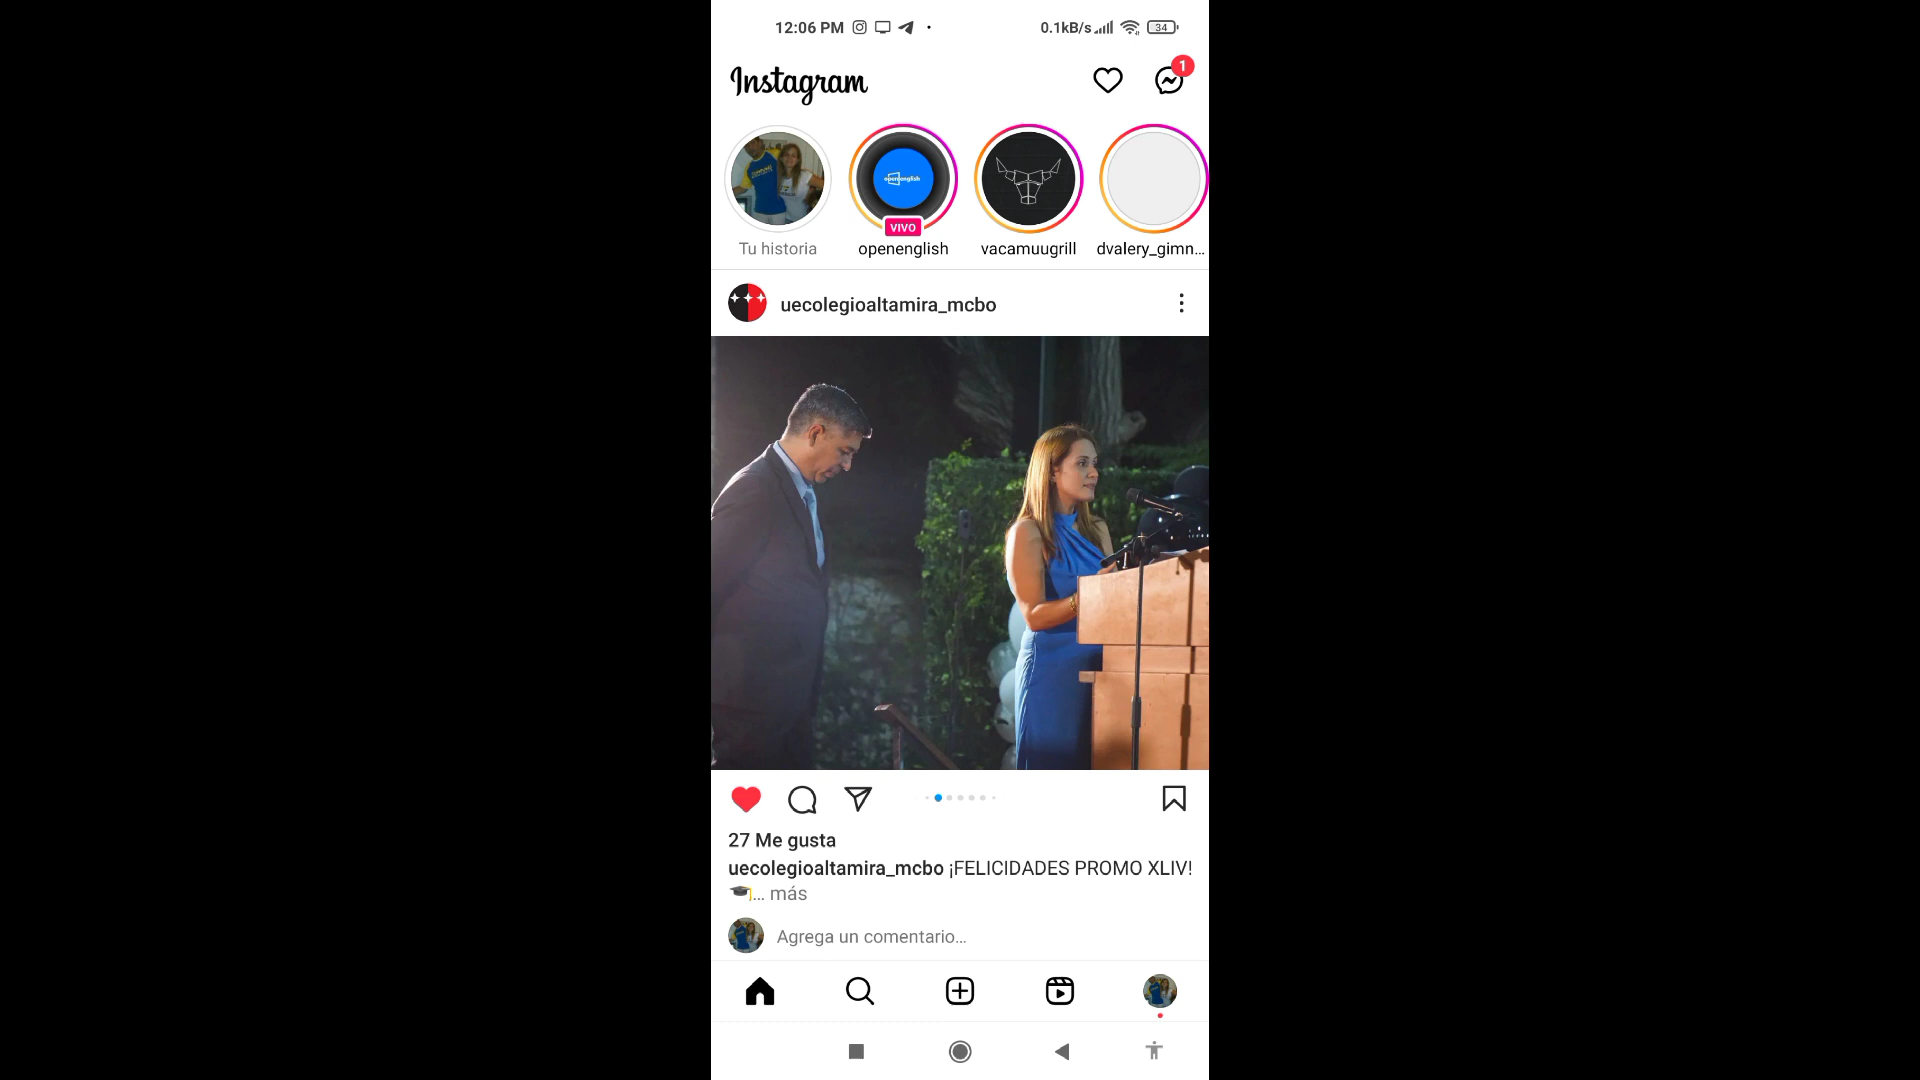 12:06 PM
0.1kB/s
34
Instagram
1
openenglish
VIVO
Tu historia
openenglish
vacamuugrill
dvalery_gimn...
uecolegioaltamira_mcbo
27 Me gusta
uecolegioaltamira_mcbo ¡FELICIDADES PROMO XLIV!
🎓... más
Agrega un comentario...